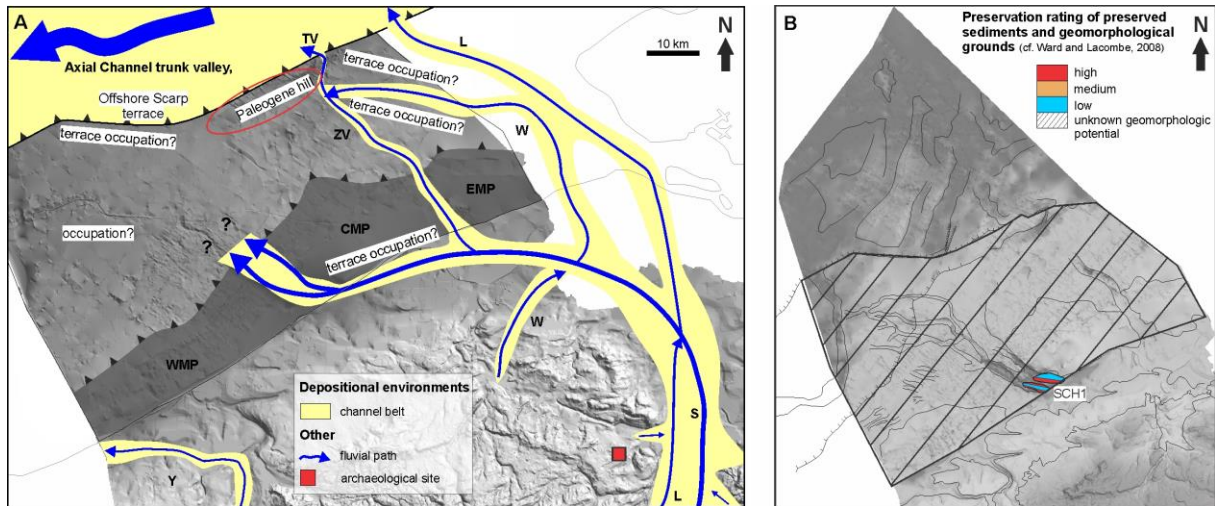 A
N
10 km
TV
L
Axial Channel trunk valley,
terrace occupation?
Offshore Scarp
terrace
Paleogene hill
terrace occupation?
terrace occupation?
ZV
W
EMP
occupation?
?
?
CMP
terrace occupation?
W
WMP
Depositional environments
channel belt
Other
fluvial path
archaeological site
S
Y
L
B
Preservation rating of preserved
sediments and geomorphological
grounds (cf. Ward and Lacombe, 2008)
N
high
medium
low
unknown geomorphologic
potential
SCH1